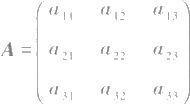 A = ( a₁₁ a₁₂ a₁₃
a₂₁ a₂₂ a₂₃
a₃₁ a₃₂ a₃₃ )